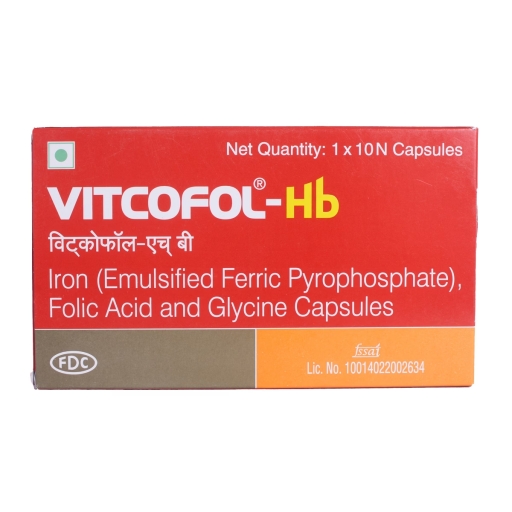 Net Quantity: 1 x 10 N Capsules
VITCOFOL®-Hb
विट्कोफॉल-एच् बी
Iron (Emulsified Ferric Pyrophosphate),
Folic Acid and Glycine Capsules
FDC
fssai
Lic. No. 10014022002634